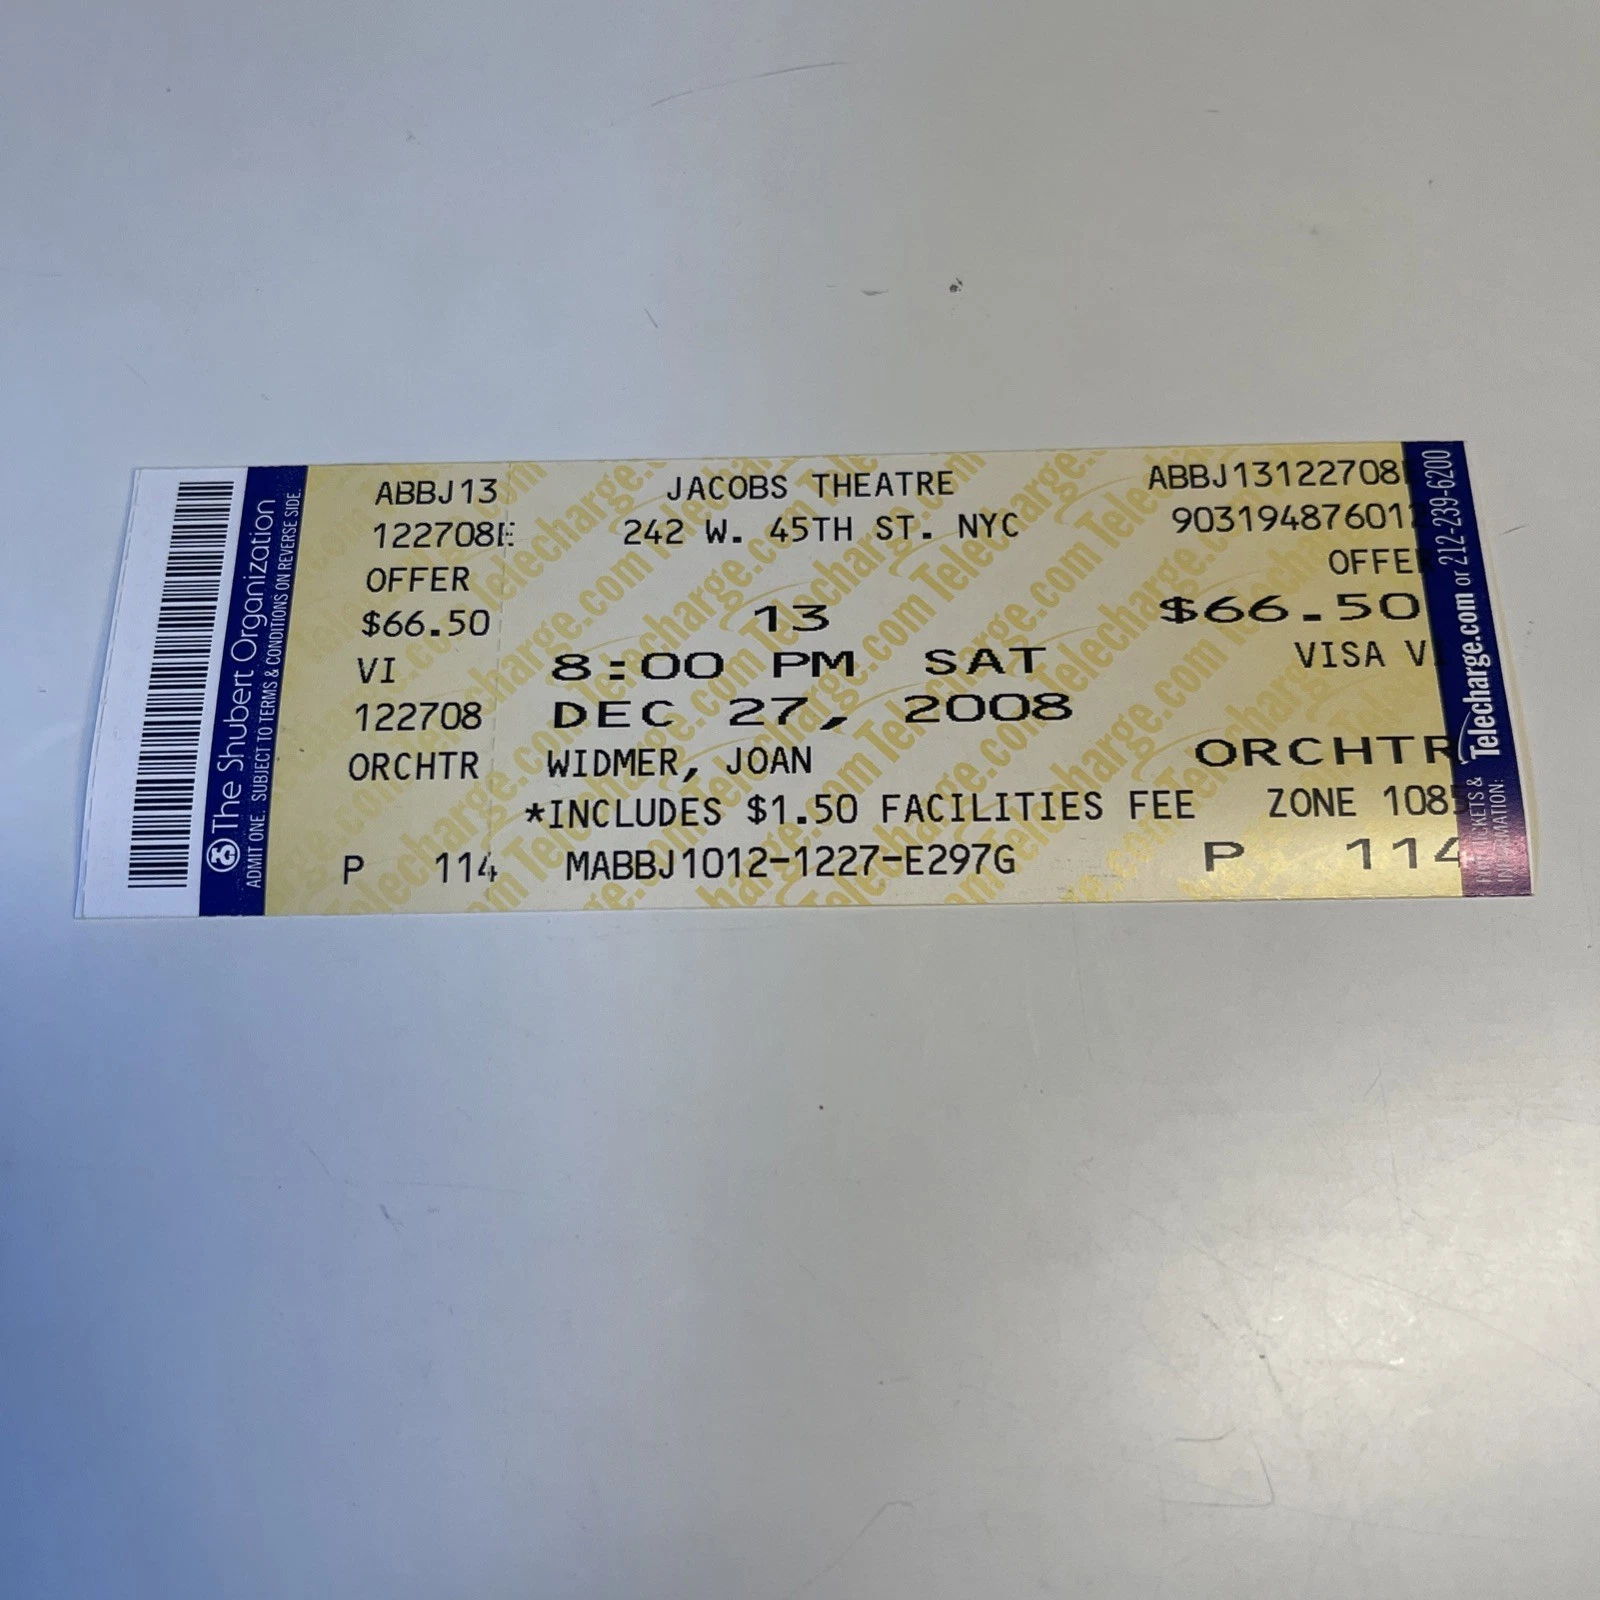 The Shubert Organization
ADMIT ONE. SUBJECT TO TERMS & CONDITIONS ON REVERSE SIDE.
ABBJ13
122708E
OFFER
$66.50
VI
122708
ORCHTR
P 114
JACOBS THEATRE
242 W. 45TH ST. NYC
13
8:00 PM SAT
DEC 27, 2008
WIDMER, JOAN
*INCLUDES $1.50 FACILITIES FEE
MABBJ1012-1227-E297G
ABBJ13122708
903194876011
OFFE
$66.50
VISA V
ORCHTR
ZONE 108
P 114
Telecharge.com or 212-239-6200